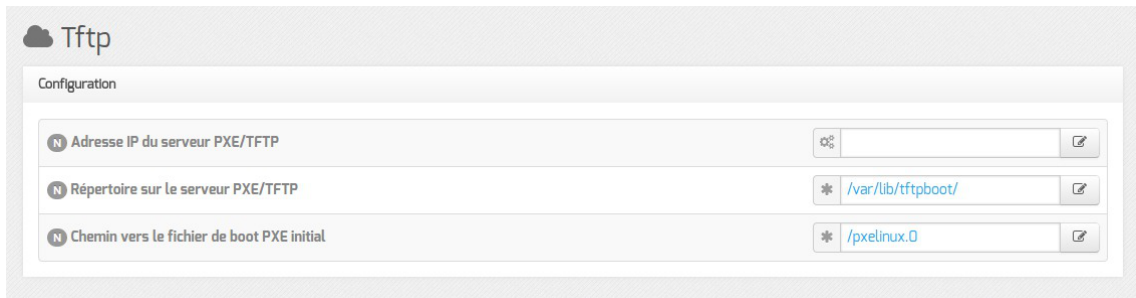 Tftp
Configuration
N Adresse IP du serveur PXE/TFTP
N Répertoire sur le serveur PXE/TFTP /var/lib/tftpboot/
N Chemin vers le fichier de boot PXE initial /pxelinux.0